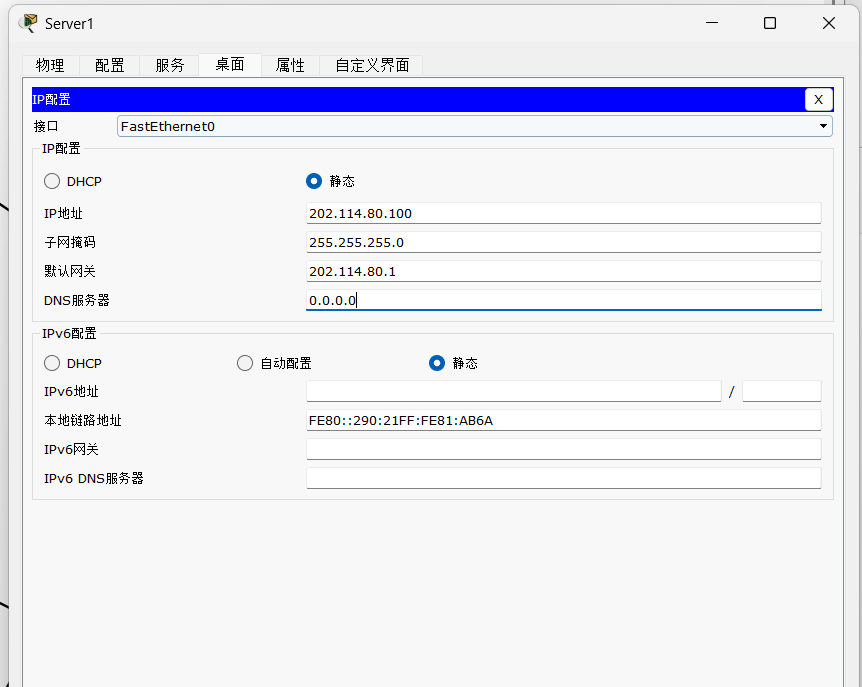 Server1
物理 配置 服务 桌面 属性 自定义界面
IP配置 X
接口 FastEthernet0
IP配置
DHCP 静态
IP地址 202.114.80.100
子网掩码 255.255.255.0
默认网关 202.114.80.1
DNS服务器 0.0.0.0
IPv6配置
DHCP 自动配置 静态
IPv6地址 /
本地链路地址 FE80::290:21FF:FE81:AB6A
IPv6网关
IPv6 DNS服务器